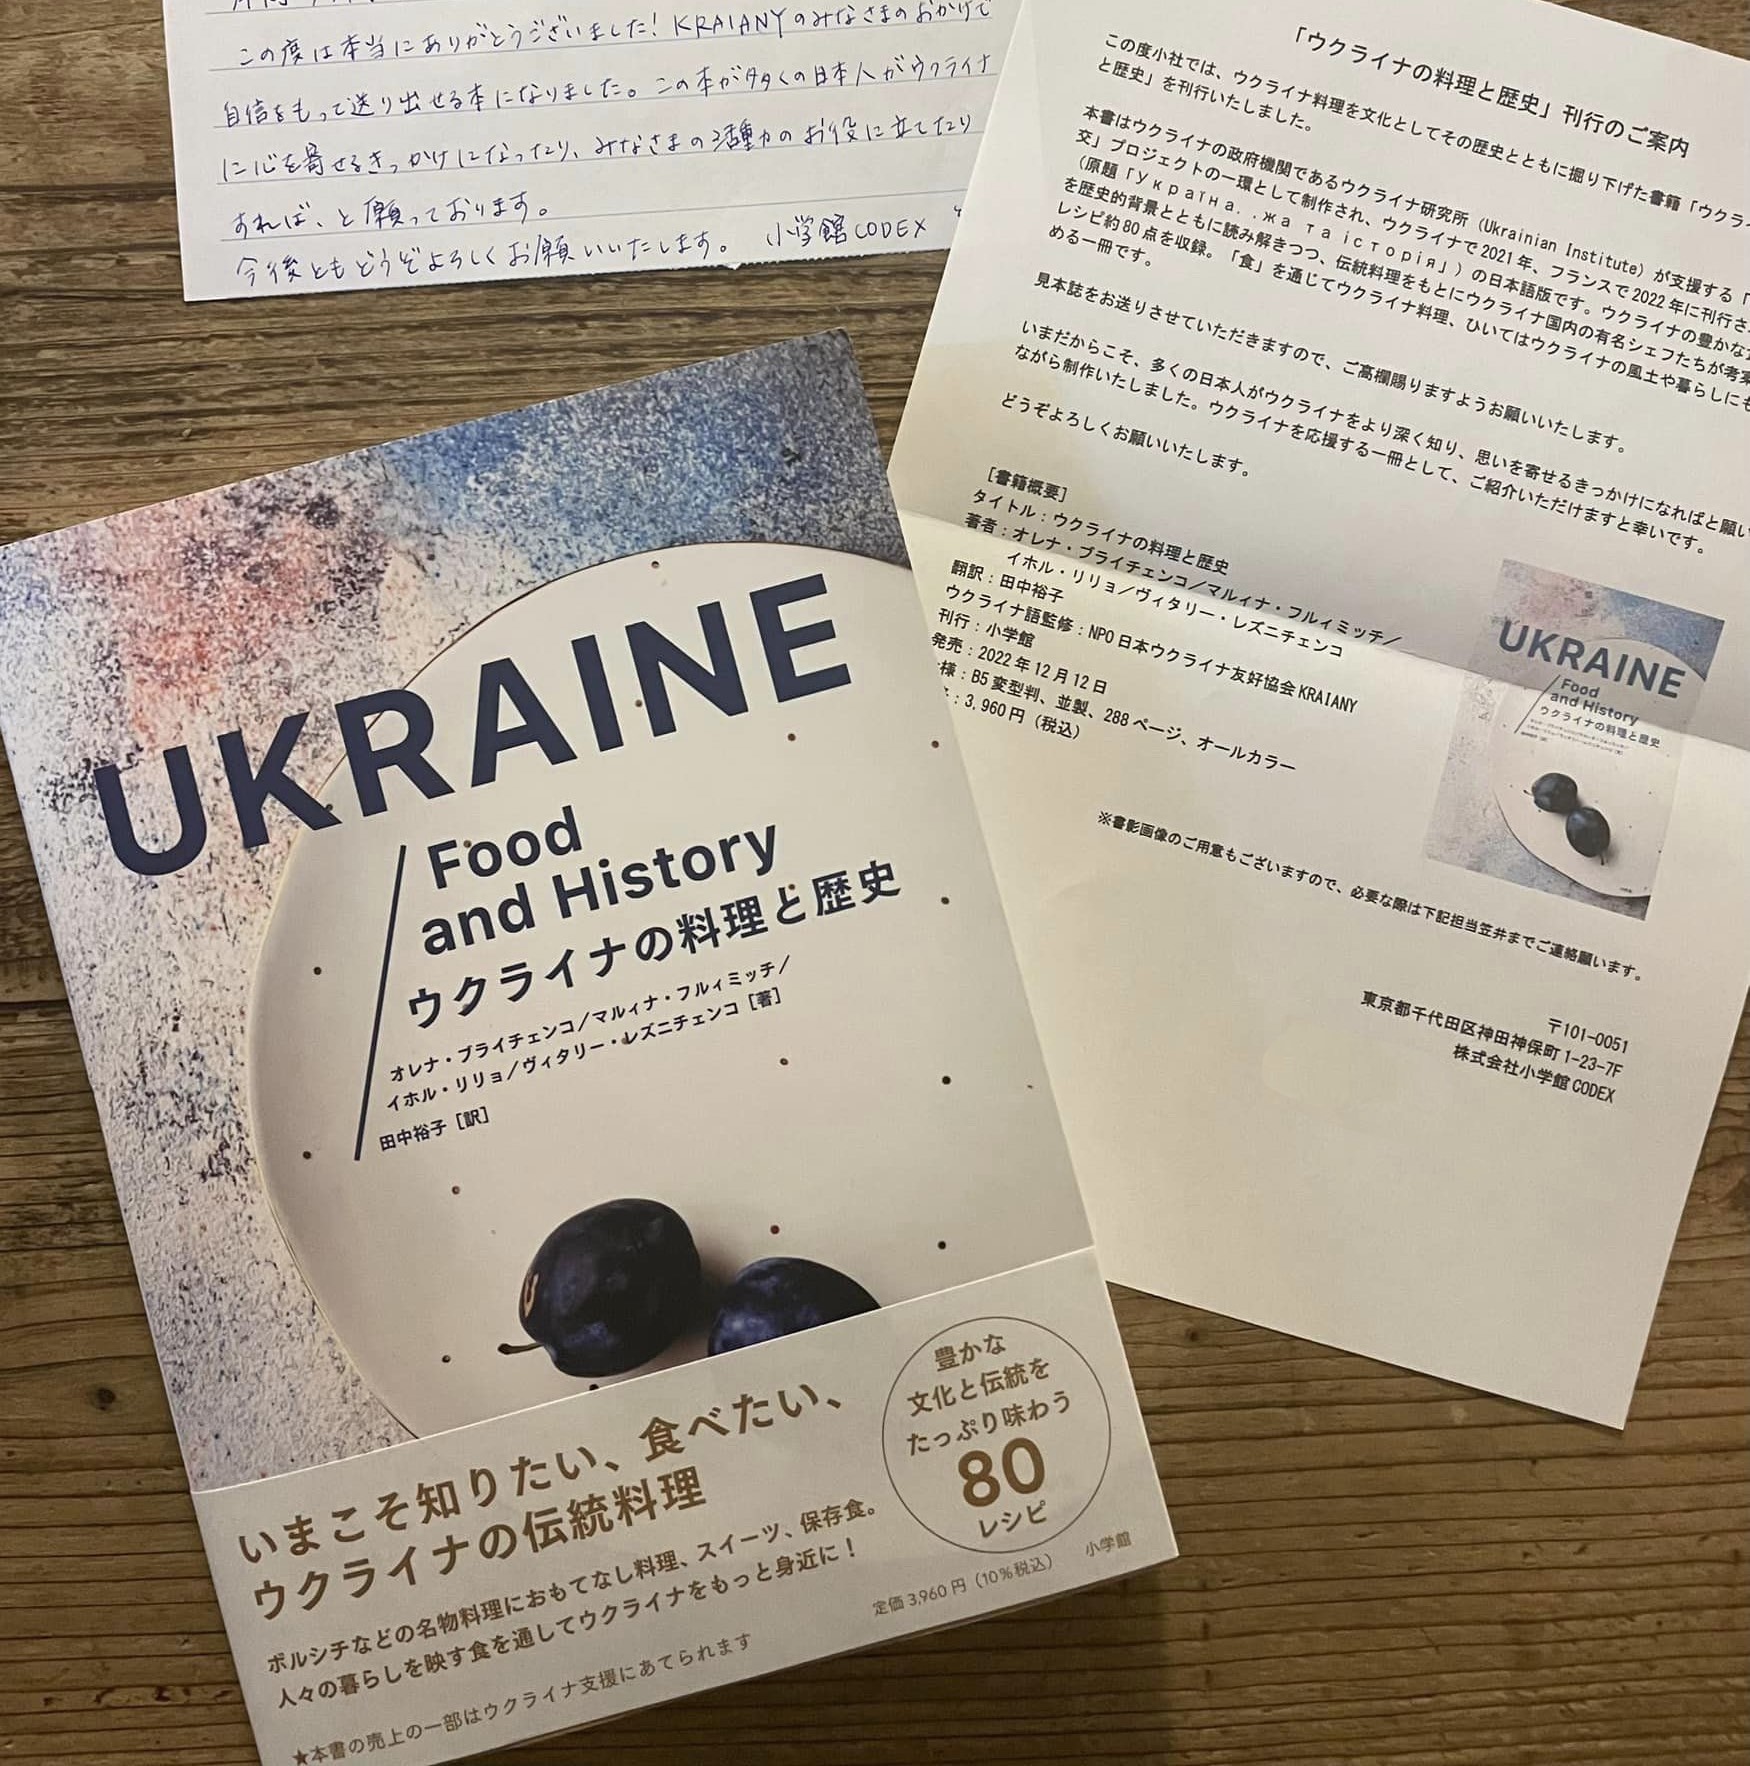 この度は本当にありがとうございました！KRAIANYのみなさまのおかげで
自信をもって送り出せる本になりました。この本が多くの日本人がウクライナ
に心を寄せるきっかけになったり、みなさまの活動のお役に立てたり
すれば、と願っております。
今後ともどうぞよろしくお願いいたします。 小学館CODEX
「ウクライナの料理と歴史」刊行のご案内
この度小社では、ウクライナ料理を文化としてその歴史とともに掘り下げた書籍「ウクライ
と歴史」を刊行いたしました。
本書はウクライナの政府機関であるウクライナ研究所（Ukrainian Institute）が支援する「
交」プロジェクトの一環として制作され、ウクライナで2021年、フランスで2022年に刊行さ
（原題「Україна. .жа та історія」）の日本語版です。ウクライナの豊かな
を歴史的背景とともに読み解きつつ、伝統料理をもとにウクライナ国内の有名シェフたちが考案
レシピ約80点を収録。「食」を通じてウクライナ料理、ひいてはウクライナの風土や暮らしにも
める一冊です。
見本誌をお送りさせていただきますので、ご高欄賜りますようお願いいたします。
いまだからこそ、多くの日本人がウクライナをより深く知り、思いを寄せるきっかけになればと願い
ながら制作いたしました。ウクライナを応援する一冊として、ご紹介いただけますと幸いです。
どうぞよろしくお願いいたします。
［書籍概要］
タイトル：ウクライナの料理と歴史
著者：オレナ・ブライチェンコ／マルィナ・フルィミッチ／
イホル・リリョ／ヴィタリー・レズニチェンコ
翻訳：田中裕子
ウクライナ語監修：NPO日本ウクライナ友好協会KRAIANY
刊行：小学館
発売：2022年12月12日
様：B5変型判、並製、288ページ、オールカラー
：3,960円（税込）
UKRAINE
Food
and History
ウクライナの料理と歴史
※書影画像のご用意もございますので、必要な際は下記担当笠井までご連絡願います。
〒101-0051
東京都千代田区神田神保町1-23-7F
株式会社小学館CODEX
UKRAINE
Food
and History
ウクライナの料理と歴史
オレナ・ブライチェンコ／マルィナ・フルィミッチ／
イホル・リリョ／ヴィタリー・レズニチェンコ［著］
田中裕子［訳］
いまこそ知りたい、食べたい、
ウクライナの伝統料理
ボルシチなどの名物料理におもてなし料理、スイーツ、保存食。
人々の暮らしを映す食を通してウクライナをもっと身近に！
★本書の売上の一部はウクライナ支援にあてられます
豊かな
文化と伝統を
たっぷり味わう
80
レシピ
定価3,960円（10%税込） 小学館